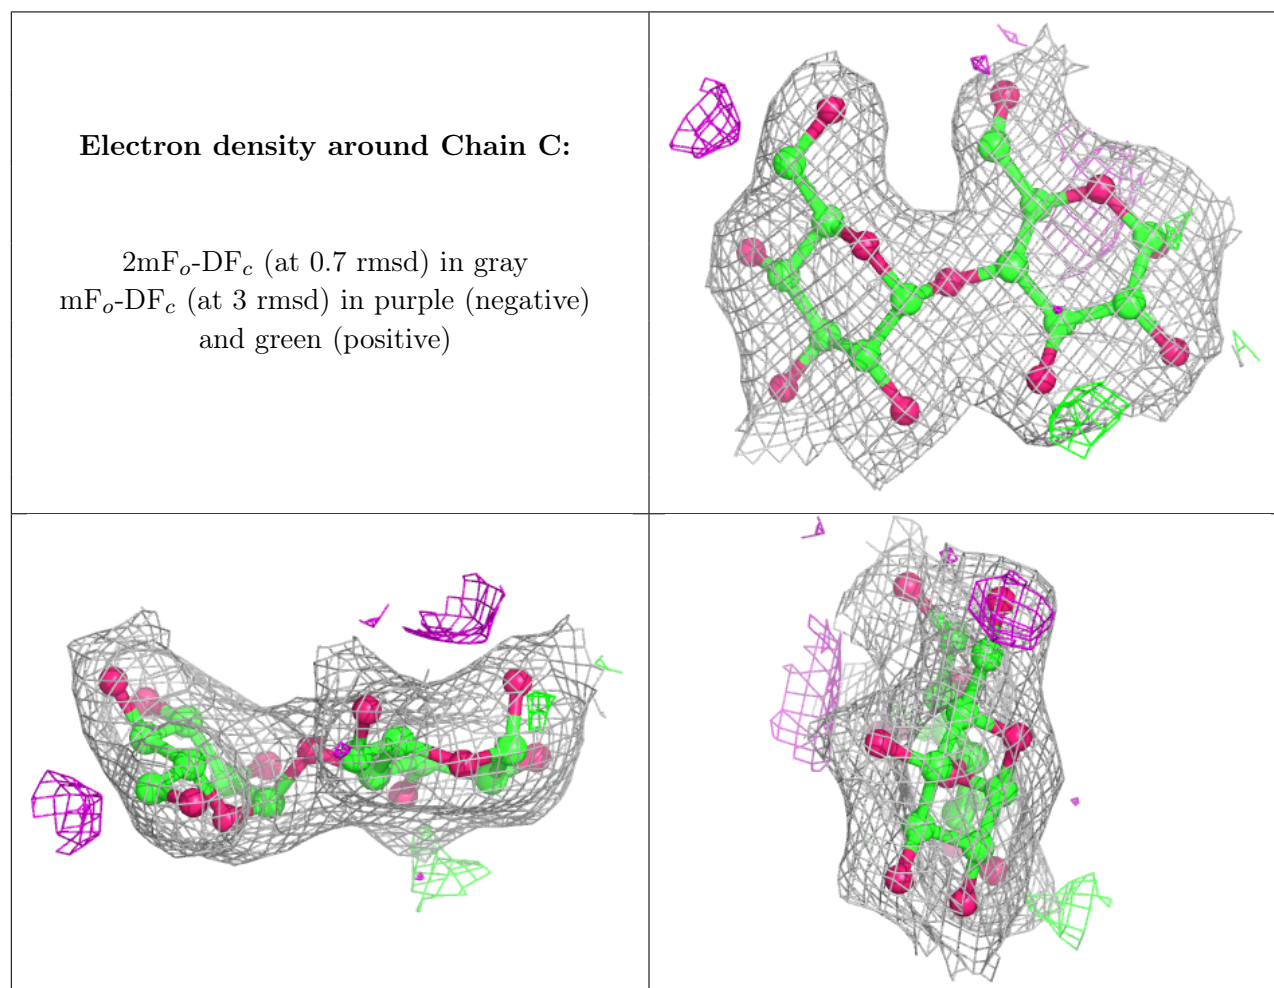 Electron density around Chain C:
2mFo-DFc (at 0.7 rmsd) in gray
mFo-DFc (at 3 rmsd) in purple (negative)
and green (positive)